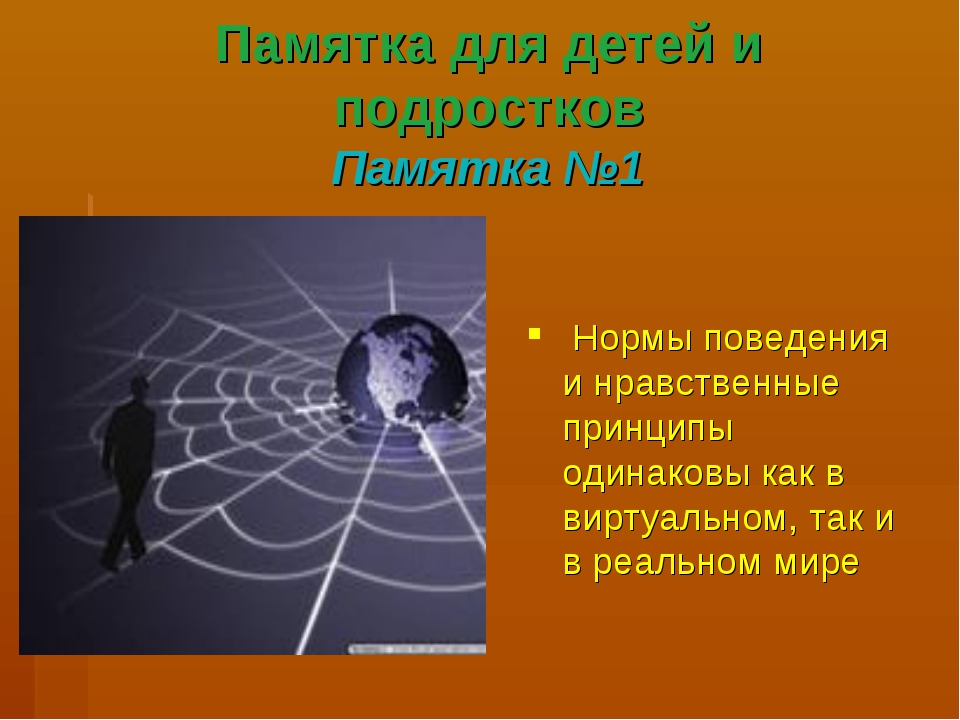 Памятка для детей и
подростков
Памятка №1
Нормы поведения
и нравственные
принципы
одинаковы как в
виртуальном, так и
в реальном мире